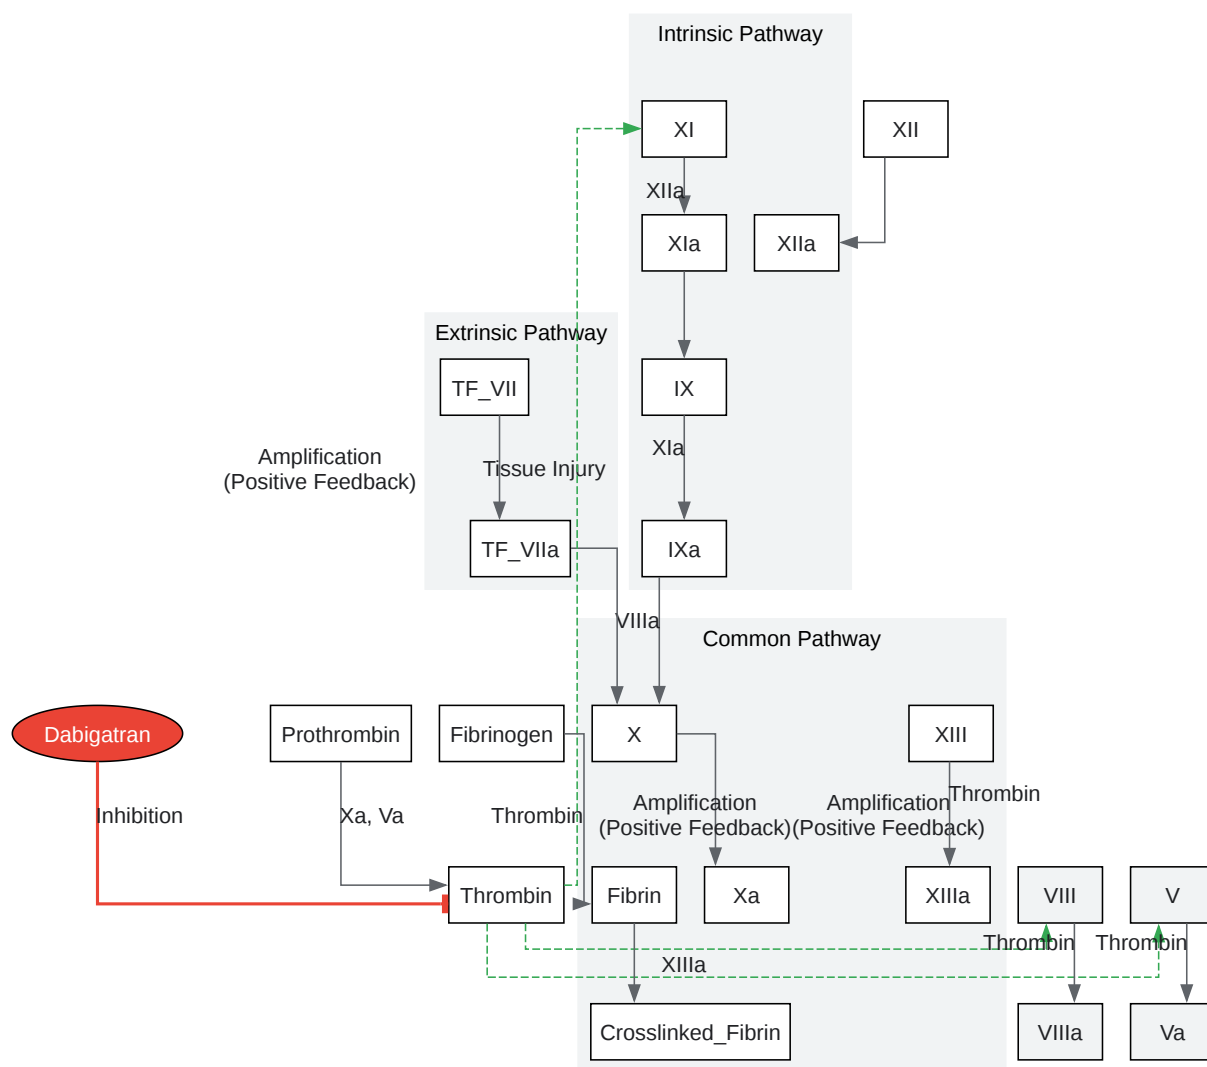 Intrinsic Pathway
XI
XII
XIIa
XIa
XIIa
Extrinsic Pathway
TF_VII
IX
Amplification
(Positive Feedback)
Tissue Injury
XIa
TF_VIIa
IXa
VIIIa
Common Pathway
Dabigatran
Prothrombin
Fibrinogen
X
XIII
Inhibition
Xa, Va
Thrombin
Amplification
(Positive Feedback)
Amplification
(Positive Feedback)
Thrombin
Thrombin
Fibrin
Xa
XIIIa
VIII
V
Thrombin
Thrombin
XIIIa
Crosslinked_Fibrin
VIIIa
Va